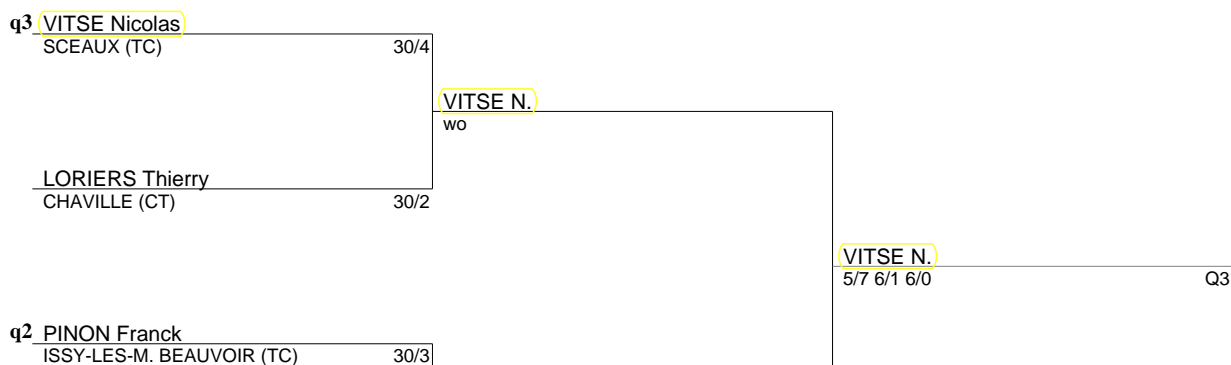 q3 VITSE Nicolas
SCEAUX (TC) 30/4
VITSE N.
wo
LORIERS Thierry
CHAVILLE (CT) 30/2
VITSE N.
5/7 6/1 6/0 Q3
q2 PINON Franck
ISSY-LES-M. BEAUVOIR (TC) 30/3